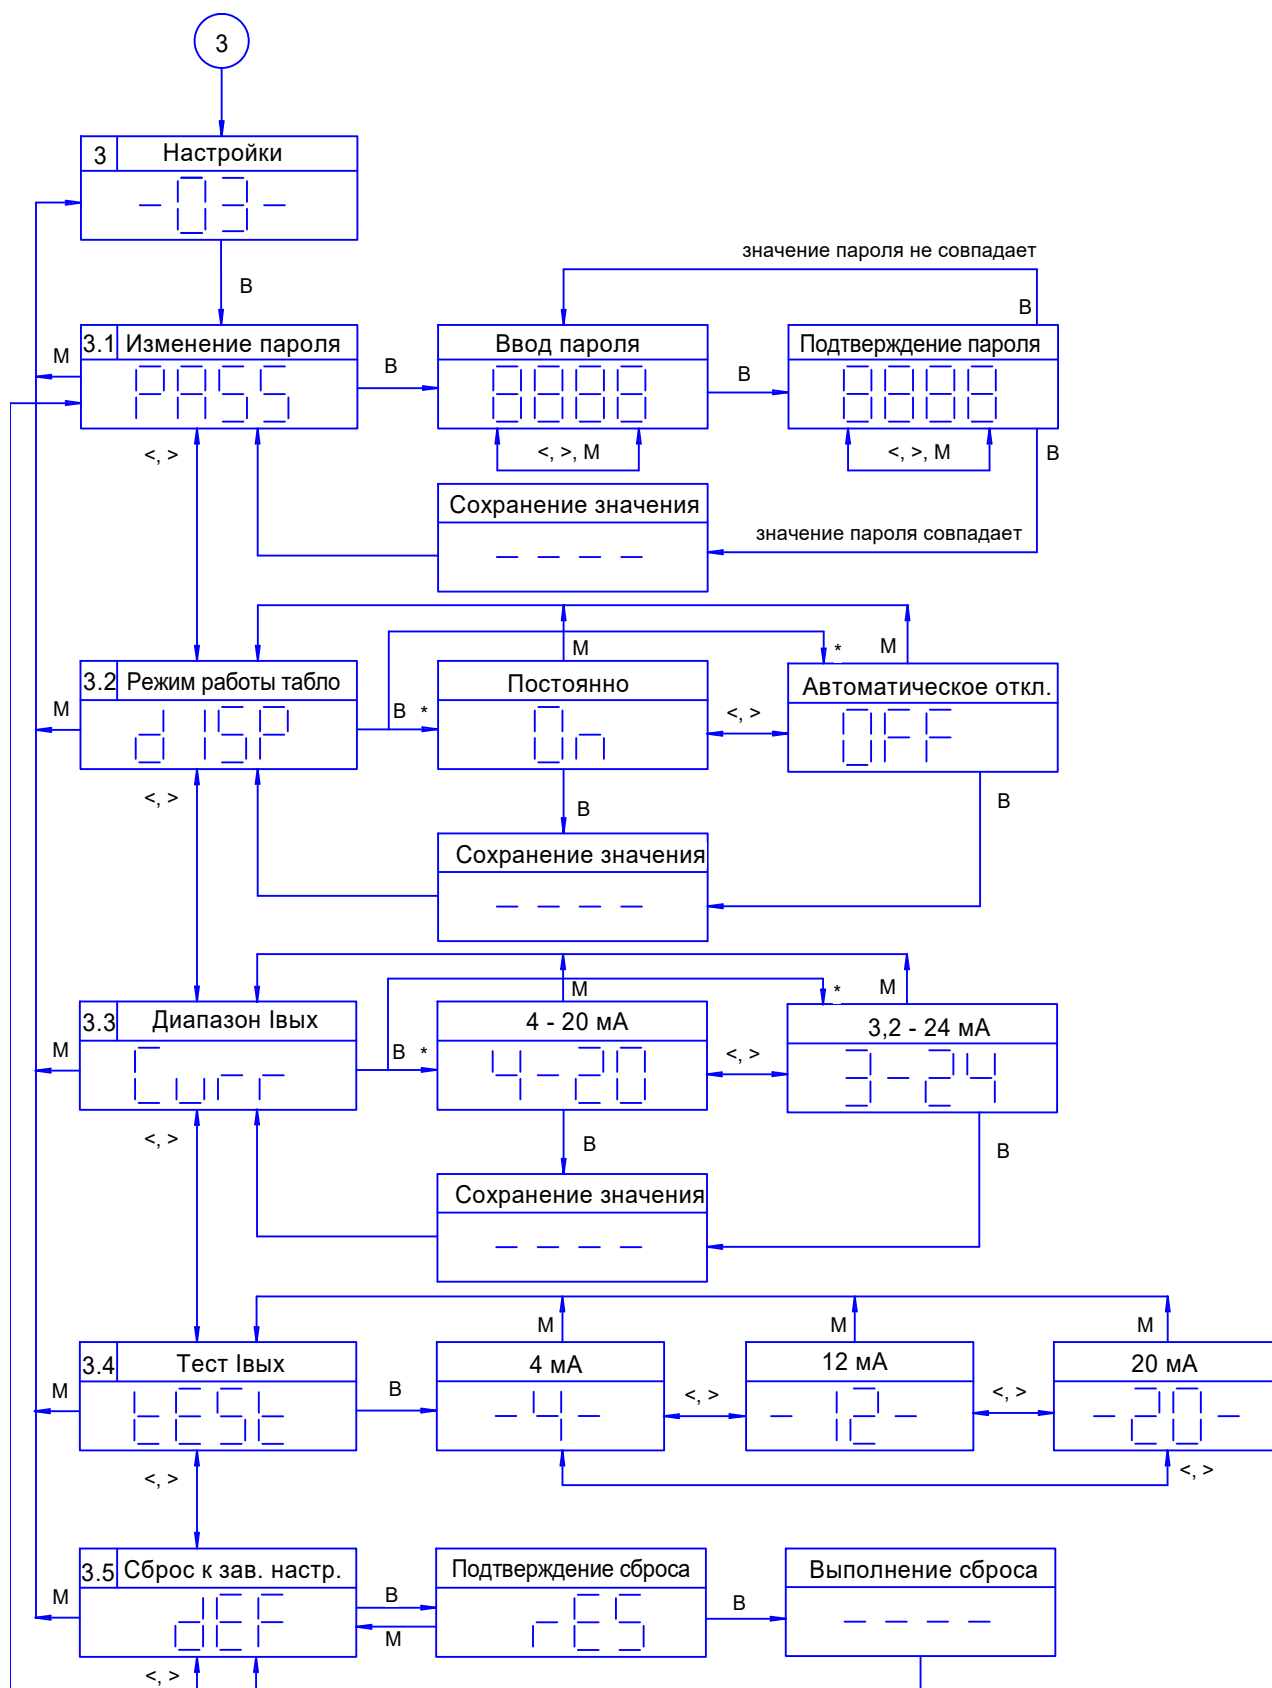 3
3 Настройки
-03-
В
значение пароля не совпадает
В
3.1 Изменение пароля
PASS
М
В
Ввод пароля
8888
<, >, М
В
Подтверждение пароля
8888
<, >, М
В
<, >
Сохранение значения
- - - -
значение пароля совпадает
М
*
М
3.2 Режим работы табло
dISP
М
В *
Постоянно
On
<, >
Автоматическое откл.
OFF
<, >
В
В
Сохранение значения
- - - -
М
*
М
3.3 Диапазон Iвых
Curr
М
В *
4 - 20 мА
4-20
<, >
3,2 - 24 мА
3-24
<, >
В
В
Сохранение значения
- - - -
М
М
М
3.4 Тест Iвых
tESt
М
В
4 мА
-4-
<, >
12 мА
-12-
<, >
20 мА
-20-
<, >
<, >
3.5 Сброс к зав. настр.
dEF
М
В
М
Подтверждение сброса
rES
В
Выполнение сброса
- - - -
<, >